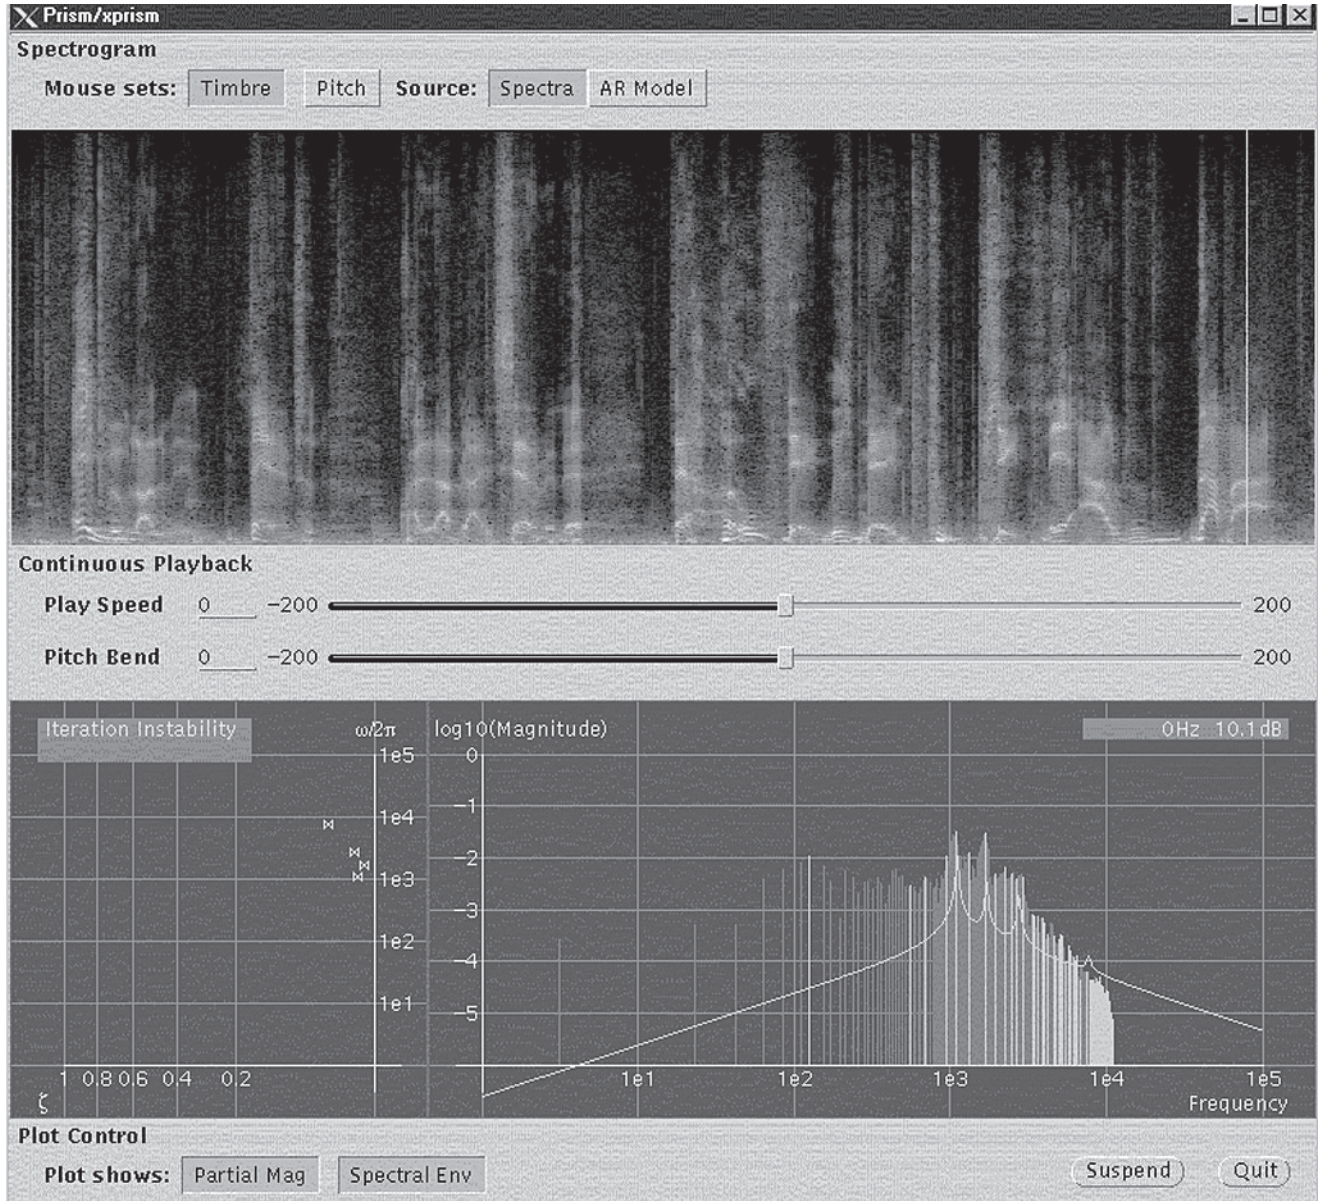 Prism/xprism
Spectrogram
Mouse sets: Timbre Pitch Source: Spectra AR Model
Continuous Playback
Play Speed 0 -200 200
Pitch Bend 0 -200 200
Iteration Instability ω/2π log10(Magnitude) 0Hz 10.1dB
1e5 0
-1
1e4
-2
1e3
-3
1e2
-4
1e1
-5
1 0.8 0.6 0.4 0.2 1e1 1e2 1e3 1e4 1e5
ζ Frequency
Plot Control
Plot shows: Partial Mag Spectral Env Suspend Quit